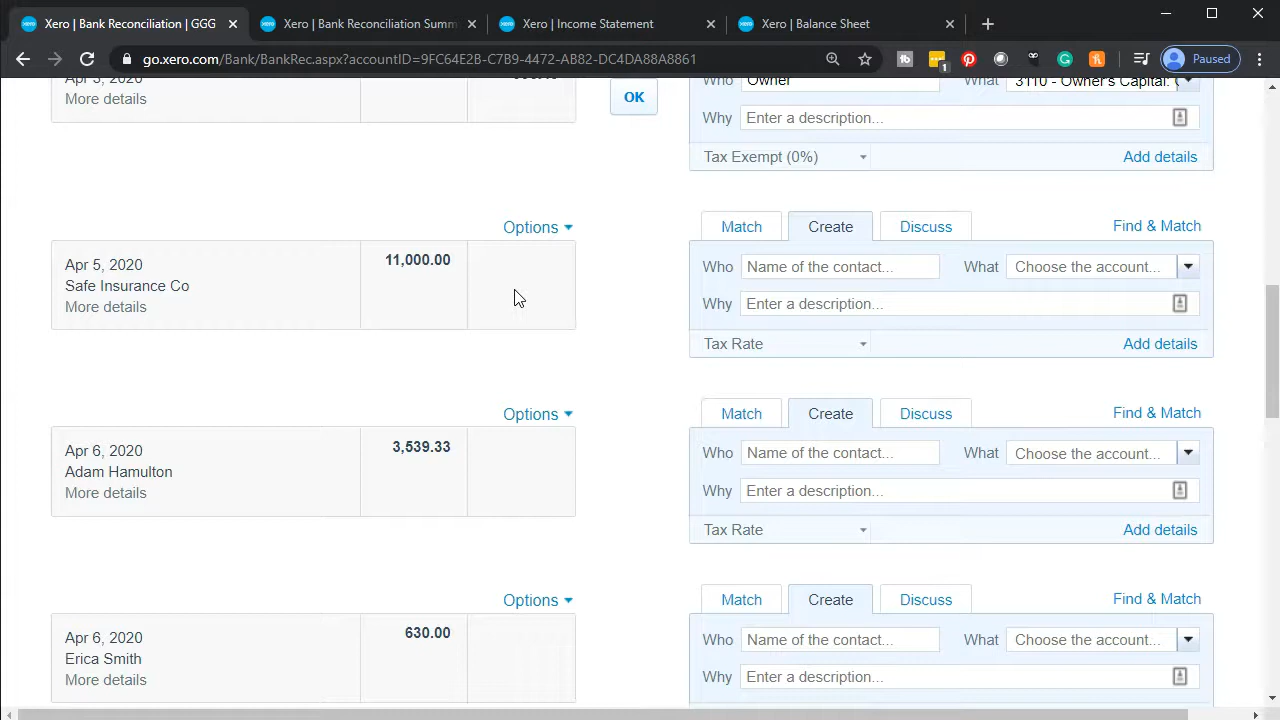 Xero | Bank Reconciliation | GGG
Xero | Bank Reconciliation Summ
Xero | Income Statement
Xero | Balance Sheet
go.xero.com/Bank/BankRec.aspx?accountID=9FC64E2B-C7B9-4472-AB82-DC4DA88A8861
1
Paused
More details
OK
Who Owner What 3110 - Owner's Capital:
Why Enter a description...
Tax Exempt (0%) Add details
Options
Match Create Discuss Find & Match
Apr 5, 2020 11,000.00
Safe Insurance Co
More details
Who Name of the contact... What Choose the account...
Why Enter a description...
Tax Rate Add details
Options
Match Create Discuss Find & Match
Apr 6, 2020 3,539.33
Adam Hamulton
More details
Who Name of the contact... What Choose the account...
Why Enter a description...
Tax Rate Add details
Options
Match Create Discuss Find & Match
Apr 6, 2020 630.00
Erica Smith
More details
Who Name of the contact... What Choose the account...
Why Enter a description...